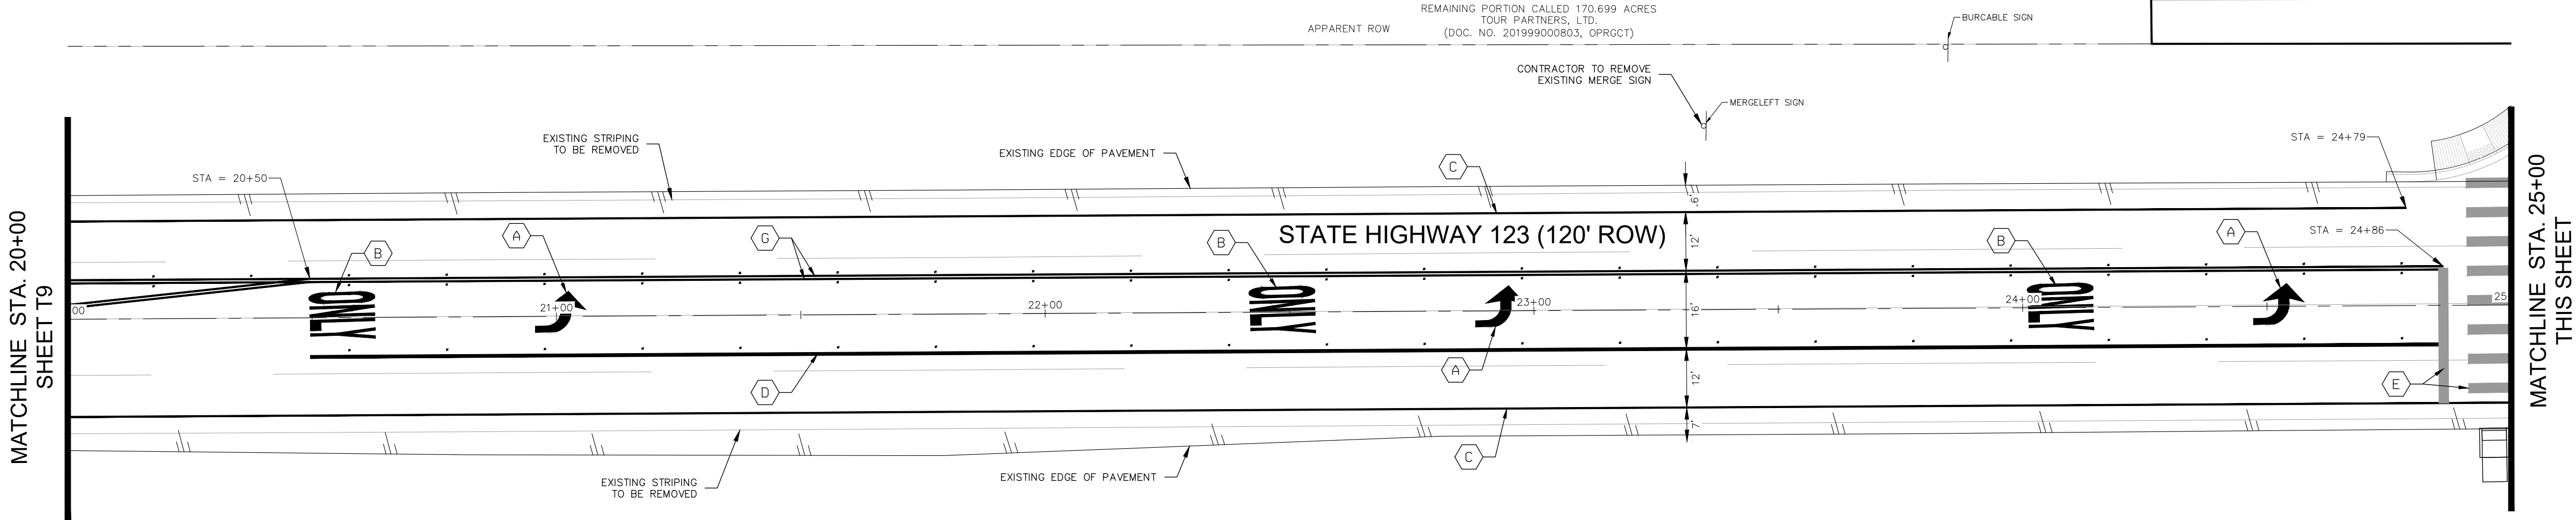 REMAINING PORTION CALLED 170.699 ACRES
TOUR PARTNERS, LTD.
(DOC. NO. 201999000803, OPRGCT)
APPARENT ROW
BURCABLE SIGN
CONTRACTOR TO REMOVE
EXISTING MERGE SIGN
MERGELEFT SIGN
EXISTING STRIPING
TO BE REMOVED
EXISTING EDGE OF PAVEMENT
STA = 24+79
STA = 20+50
C
6'
MATCHLINE STA. 20+00
SHEET T9
MATCHLINE STA. 25+00
THIS SHEET
B
A
G
B
STATE HIGHWAY 123 (120' ROW)
12'
B
A
STA = 24+86
ONLY
ONLY
ONLY
00
21+00
22+00
23+00
24+00
25
16'
D
A
12'
E
7'
C
EXISTING STRIPING
TO BE REMOVED
EXISTING EDGE OF PAVEMENT